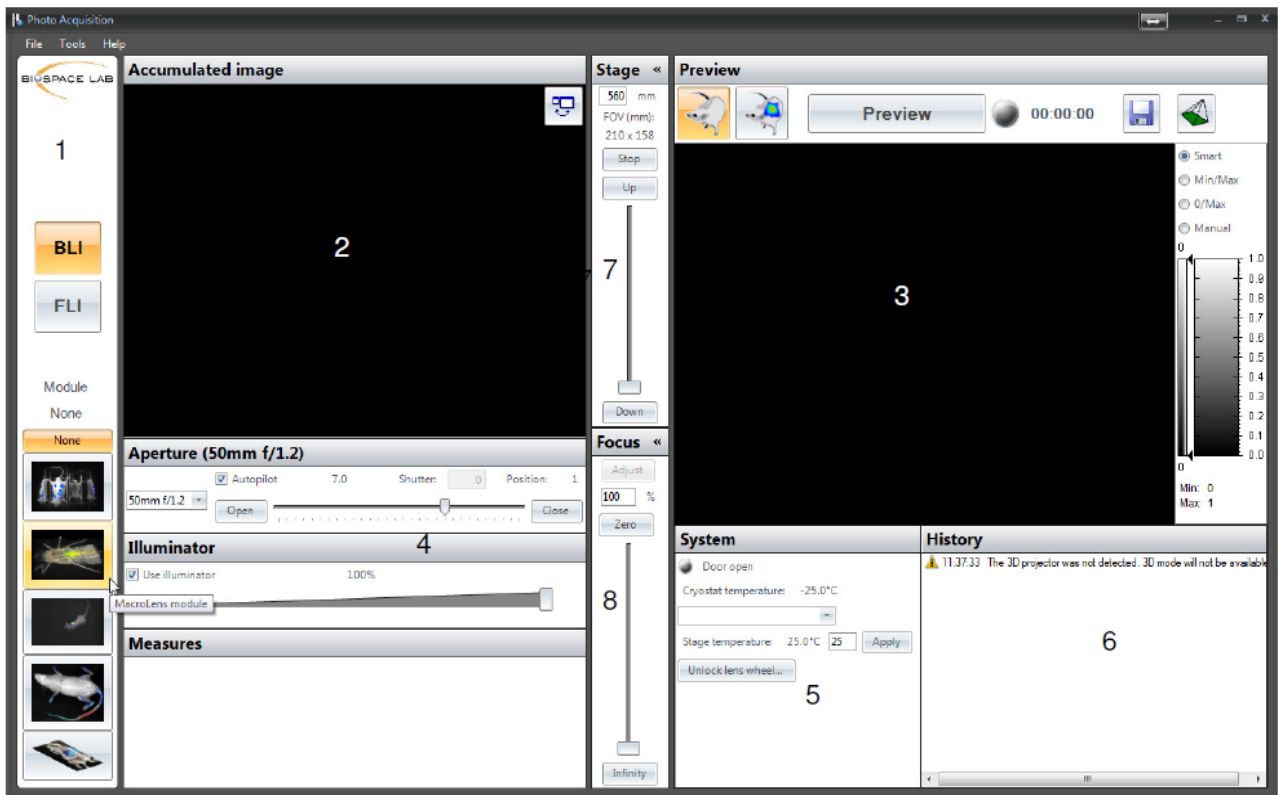 Photo Acquisition
File Tools Help
BIOSPACE LAB
1
BLI
FLI
Module
None
None
MacroLens module
Accumulated image
2
Aperture (50mm f/1.2)
Autopilot 7.0 Shutter: 0 Position: 1
50mm f/1.2 Open Close
4
Illuminator
Use illuminator 100%
Measures
Stage «
560 mm
FOV (mm):
210 x 158
Stop
Up
7
Down
Focus «
Adjust
100 %
Zero
8
Infinity
Preview
Preview 00:00:00
3
Smart
Min/Max
0/Max
Manual
0
1.0
0.9
0.8
0.7
0.6
0.5
0.4
0.3
0.2
0.1
0.0
0
Min: 0
Max: 1
System
Door open
Cryostat temperature: -25.0°C
Stage temperature: 25.0°C 25 Apply
Unlock lens wheel...
5
History
11:37:33 The 3D projector was not detected. 3D mode will not be available
6